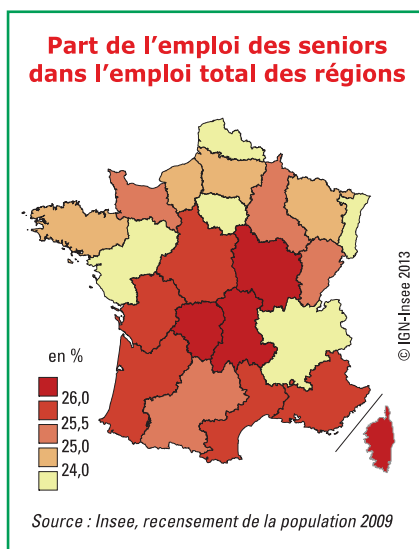 Part de l'emploi des seniors
dans l'emploi total des régions
© IGN-Insee 2013
en %
26,0
25,5
25,0
24,0
Source : Insee, recensement de la population 2009